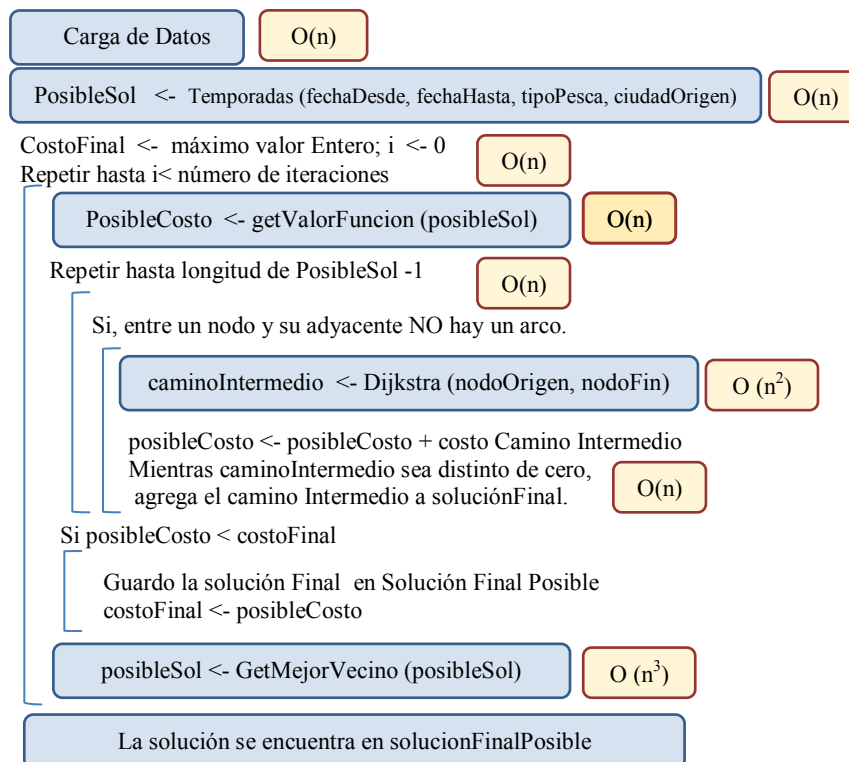 Carga de Datos O(n)
PosibleSol <- Temporadas (fechaDesde, fechaHasta, tipoPesca, ciudadOrigen) O(n)
CostoFinal <- máximo valor Entero; i <- 0
Repetir hasta i< número de iteraciones O(n)
PosibleCosto <- getValorFuncion (posibleSol) O(n)
Repetir hasta longitud de PosibleSol -1 O(n)
Si, entre un nodo y su adyacente NO hay un arco.
caminoIntermedio <- Dijkstra (nodoOrigen, nodoFin) O (n²)
posibleCosto <- posibleCosto + costo Camino Intermedio
Mientras caminoIntermedio sea distinto de cero,
agrega el camino Intermedio a soluciónFinal. O(n)
Si posibleCosto < costoFinal
Guardo la solución Final en Solución Final Posible
costoFinal <- posibleCosto
posibleSol <- GetMejorVecino (posibleSol) O (n³)
La solución se encuentra en solucionFinalPosible